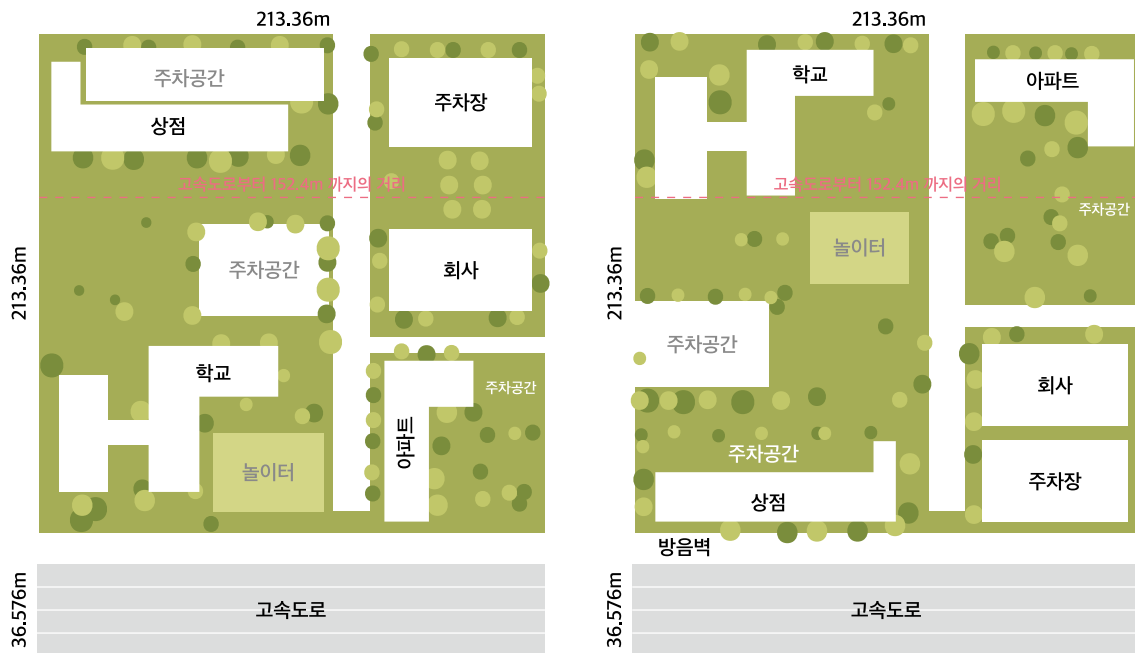 213.36m
주차공간
상점
주차장
고속도로부터 152.4m 까지의 거리
213.36m
주차공간
회사
학교
주차공간
아파트
놀이터
36.576m
고속도로
213.36m
학교
아파트
고속도로부터 152.4m 까지의 거리
주차공간
213.36m
놀이터
주차공간
회사
주차공간
상점
주차장
방음벽
36.576m
고속도로